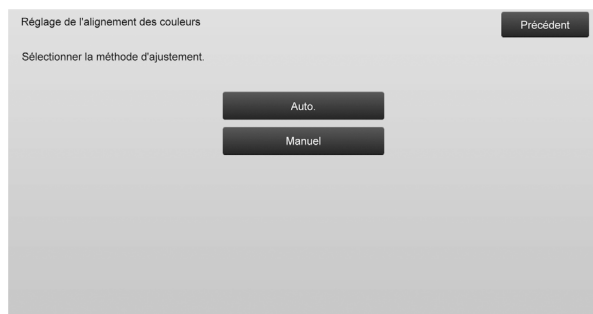 Réglage de l'alignement des couleurs
Précédent
Sélectionner la méthode d'ajustement.
Auto.
Manuel